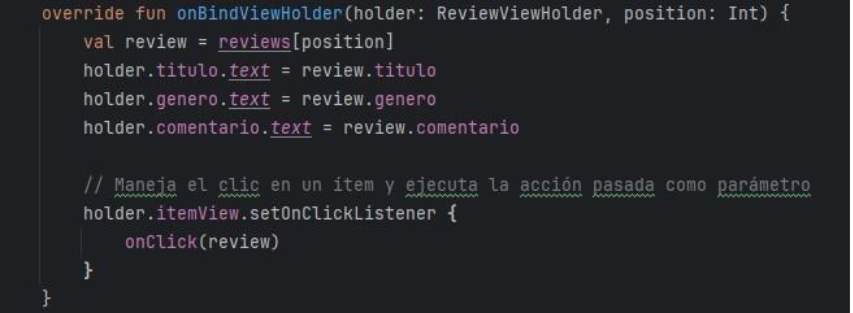 override fun onBindViewHolder(holder: ReviewViewHolder, position: Int) {
    val review = reviews[position]
    holder.titulo.text = review.titulo
    holder.genero.text = review.genero
    holder.comentario.text = review.comentario

    // Maneja el clic en un ítem y ejecuta la acción pasada como parámetro
    holder.itemView.setOnClickListener {
        onClick(review)
    }
}